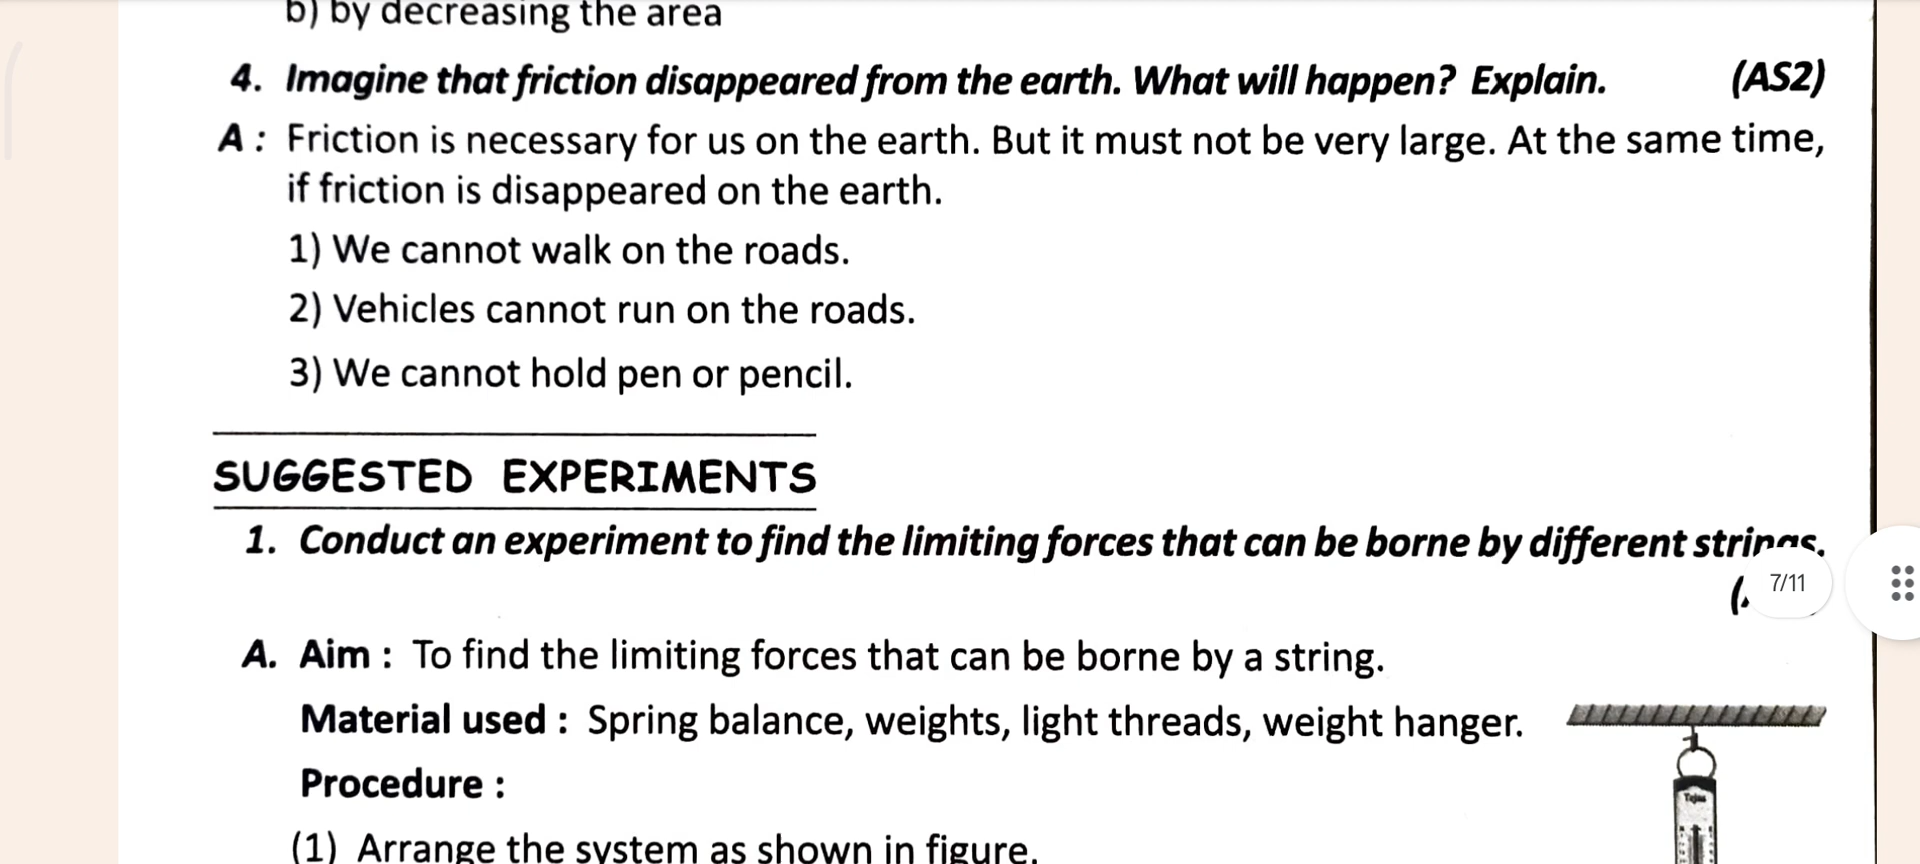 b) by decreasing the area
4. Imagine that friction disappeared from the earth. What will happen? Explain. (AS2)
A : Friction is necessary for us on the earth. But it must not be very large. At the same time,
if friction is disappeared on the earth.
1) We cannot walk on the roads.
2) Vehicles cannot run on the roads.
3) We cannot hold pen or pencil.
SUGGESTED EXPERIMENTS
1. Conduct an experiment to find the limiting forces that can be borne by different strings.
7/11
A. Aim : To find the limiting forces that can be borne by a string.
Material used : Spring balance, weights, light threads, weight hanger.
Procedure :
Tejas
(1) Arrange the system as shown in figure.